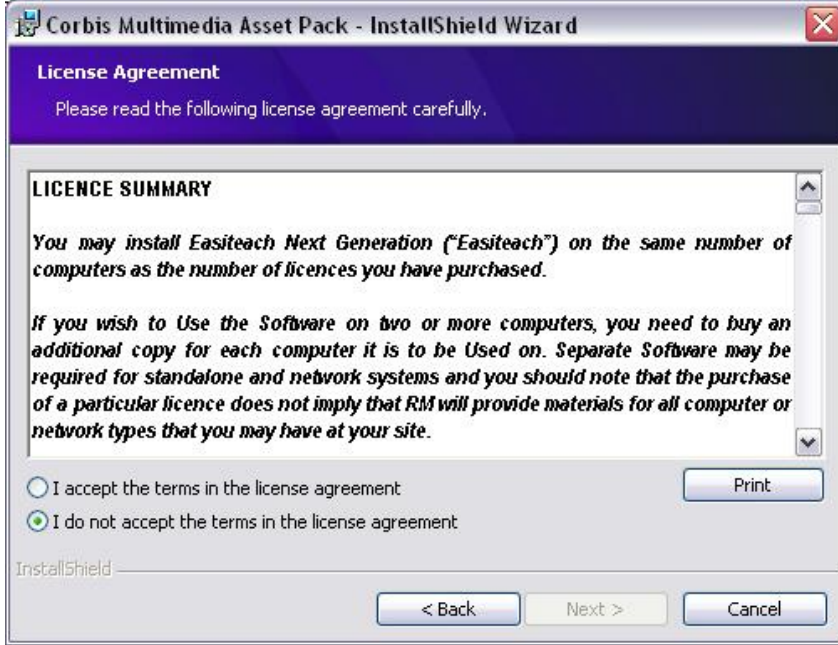 Corbis Multimedia Asset Pack - InstallShield Wizard
License Agreement
Please read the following license agreement carefully.
LICENCE SUMMARY
You may install Easiteach Next Generation ("Easiteach") on the same number of
computers as the number of licences you have purchased.
If you wish to Use the Software on two or more computers, you need to buy an
additional copy for each computer it is to be Used on. Separate Software may be
required for standalone and network systems and you should note that the purchase
of a particular licence does not imply that RM will provide materials for all computer or
network types that you may have at your site.
I accept the terms in the license agreement
Print
I do not accept the terms in the license agreement
InstallShield
< Back
Next >
Cancel